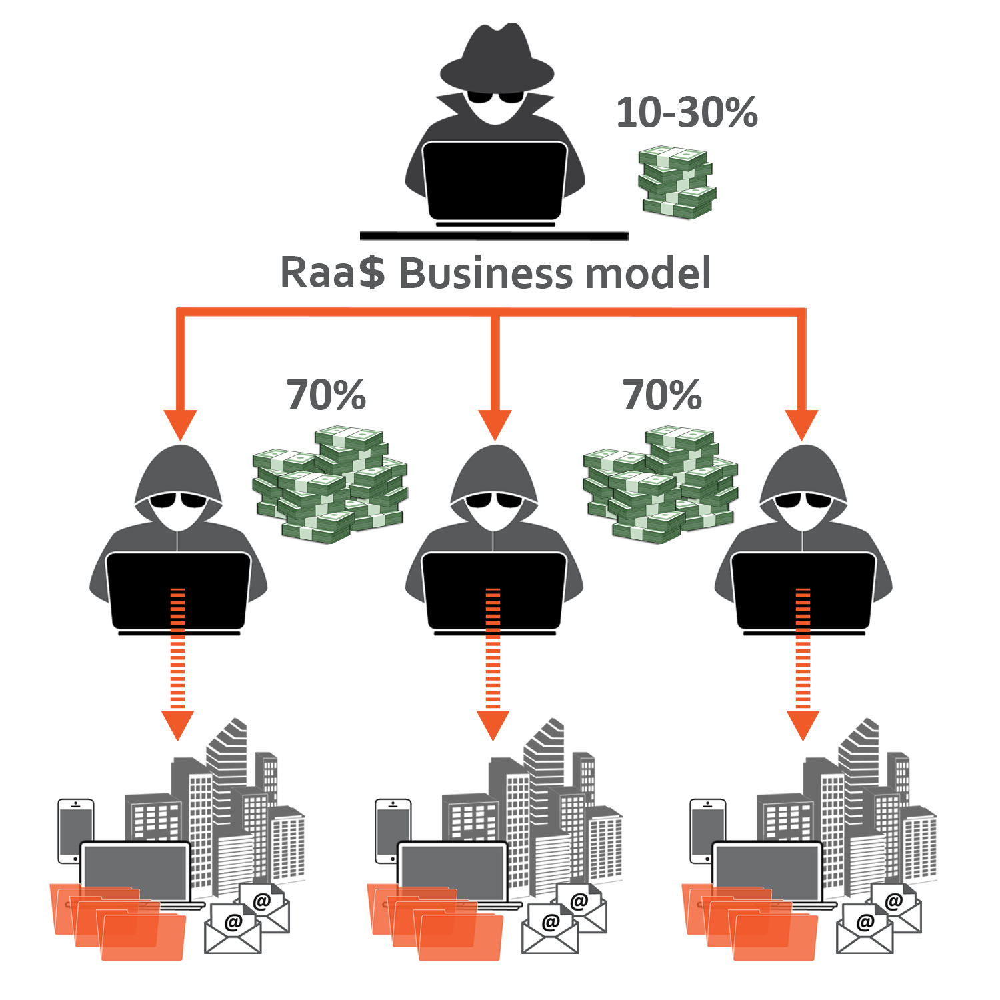 10-30%
Raa$ Business model
70% 70%
@ @ @
@ @ @